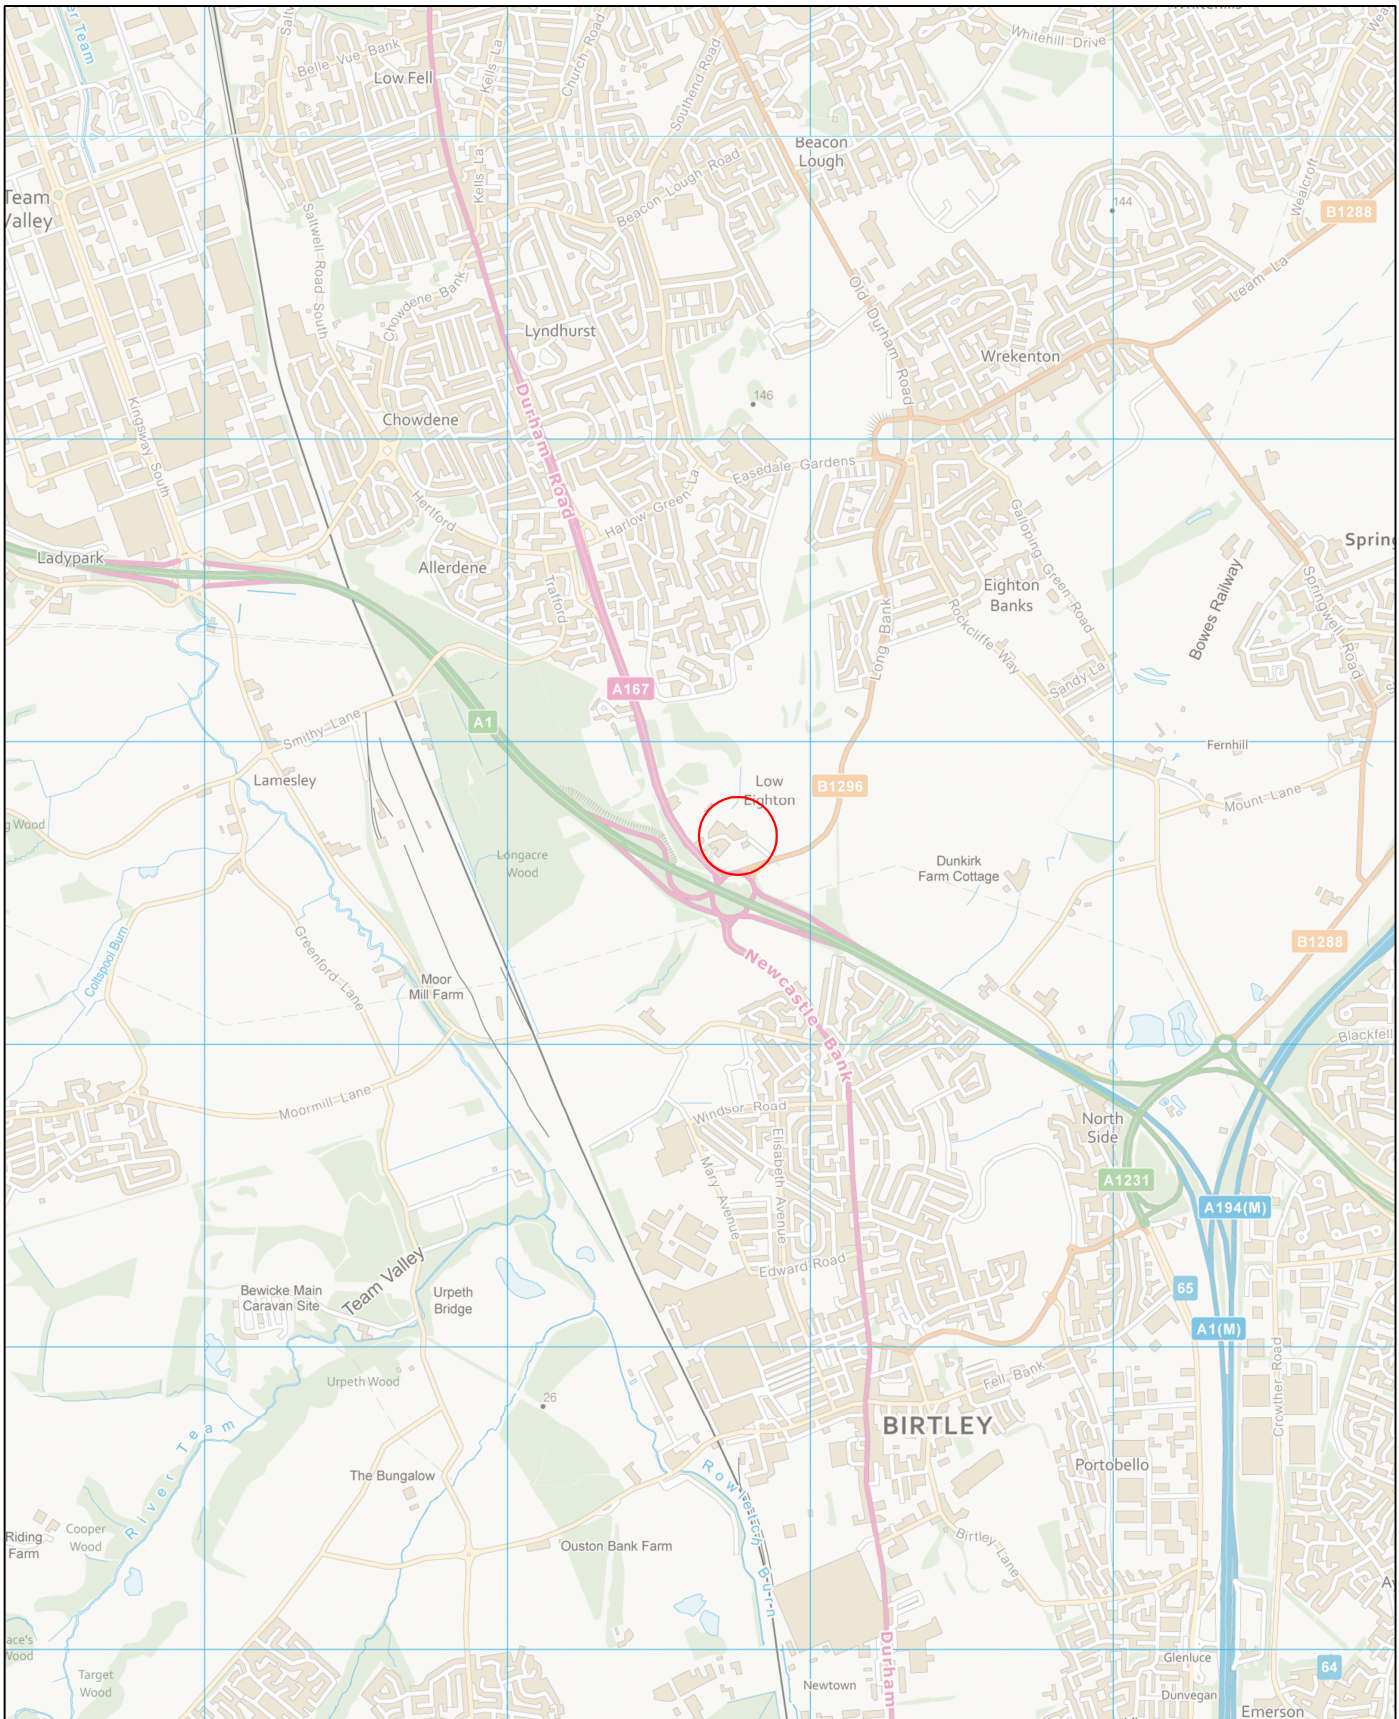 Whitehill Drive
Belle Vue Bank
Low Fell
Kells La
Church Road
Southend Road
Beacon
Lough
Team
Valley
Kells La
Beacon Lough Road
Saltwell Road South
144
Wealcroft
B1288
Chowdene Bank
Lyndhurst
Old Durham Road
Leam La
Wrekenton
Durham Road
146
Kingsway South
Chowdene
Easedale Gardens
Hertford
Harlow Green La
Galloping Green Road
Ladypark
Allerdene
Trafford
Eighton
Banks
Long Bank
Rockcliffe Way
Bowes Railway
Springwell Road
Sandy La
A167
A1
Smithy Lane
Lamesley
Fernhill
Low
Eighton
B1296
Mount Lane
g Wood
Longacre
Wood
Dunkirk
Farm Cottage
Coltspool Burn
Greenford Lane
B1288
Moor
Mill Farm
Newcastle Bank
Blackfell
Moormill Lane
Windsor Road
North
Side
Elisabeth Avenue
Mary Avenue
A1231
A194(M)
Edward Road
Team Valley
Bewicke Main
Caravan Site
Urpeth
Bridge
65
A1(M)
Urpeth Wood
Fell Bank
Crowther Road
26
BIRTLEY
River Team
The Bungalow
Rowletch Burn
Portobello
Riding
Farm
Cooper
Wood
Ouston Bank Farm
Birtley Lane
Durham
Target
Wood
Newtown
Glenluce
64
Dunvegan
Emerson